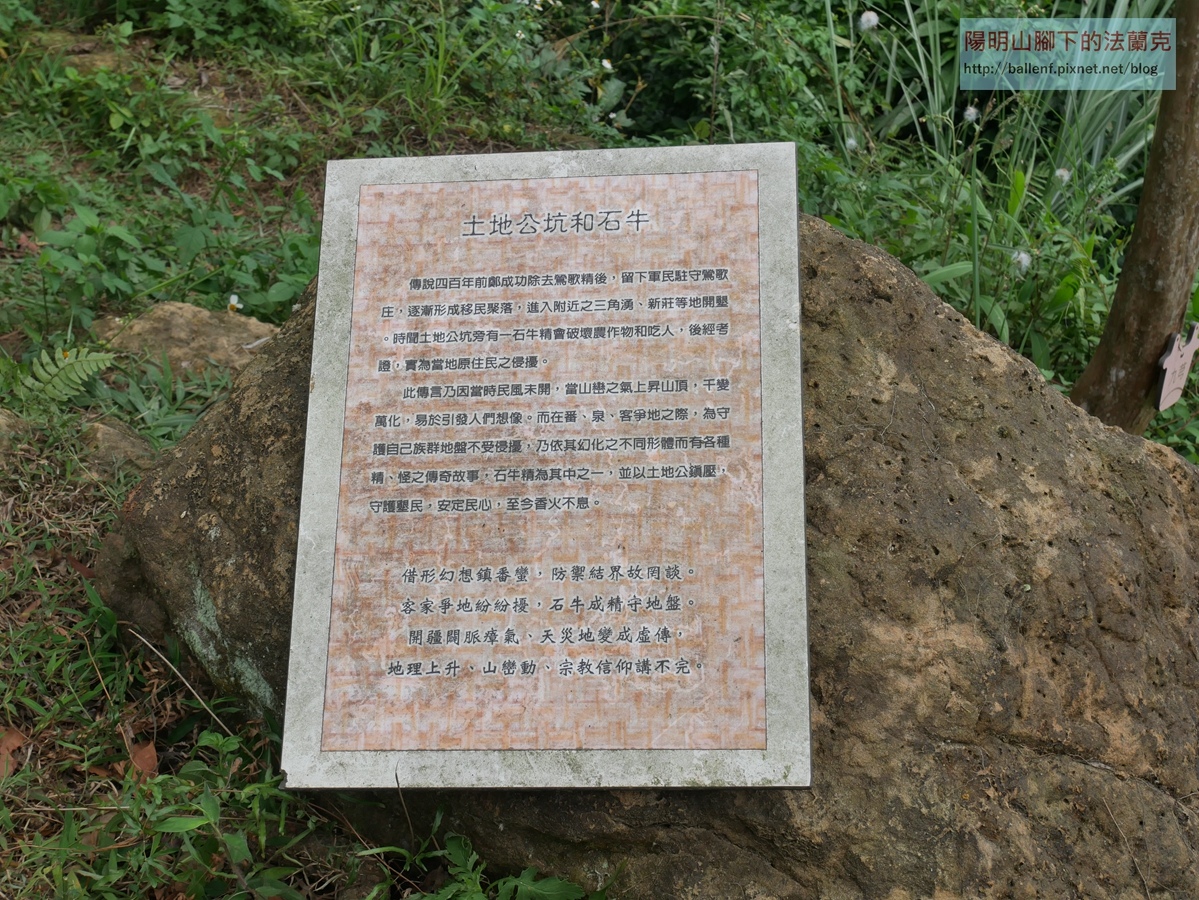 陽明山腳下的法蘭克
http://ballenf.pixnet.net/blog
土地公坑和石牛
傳說四百年前鄭成功除去鶯歌精後，留下軍民駐守鶯歌
庄，逐漸形成移民聚落，進入附近之三角湧、新莊等地開墾
。時聞土地公坑旁有一石牛精會破壞農作物和吃人，後經考
證，實為當地原住民之侵擾。
此傳言乃因當時民風未開，當山巒之氣上昇山頂，千變
萬化，易於引發人們想像。而在番、泉、客爭地之際，為守
護自己族群地盤不受侵擾，乃依其幻化之不同形體而有各種
精、怪之傳奇故事，石牛精為其中之一，並以土地公鎮壓，
守護墾民，安定民心，至今香火不息。
借形幻想鎮番蠻，防禦結界故罔談。
客家爭地紛紛擾，石牛成精守地盤。
開疆闢脈瘴氣、天災地變成虛傳，
地理上升、山巒動、宗教信仰講不完。